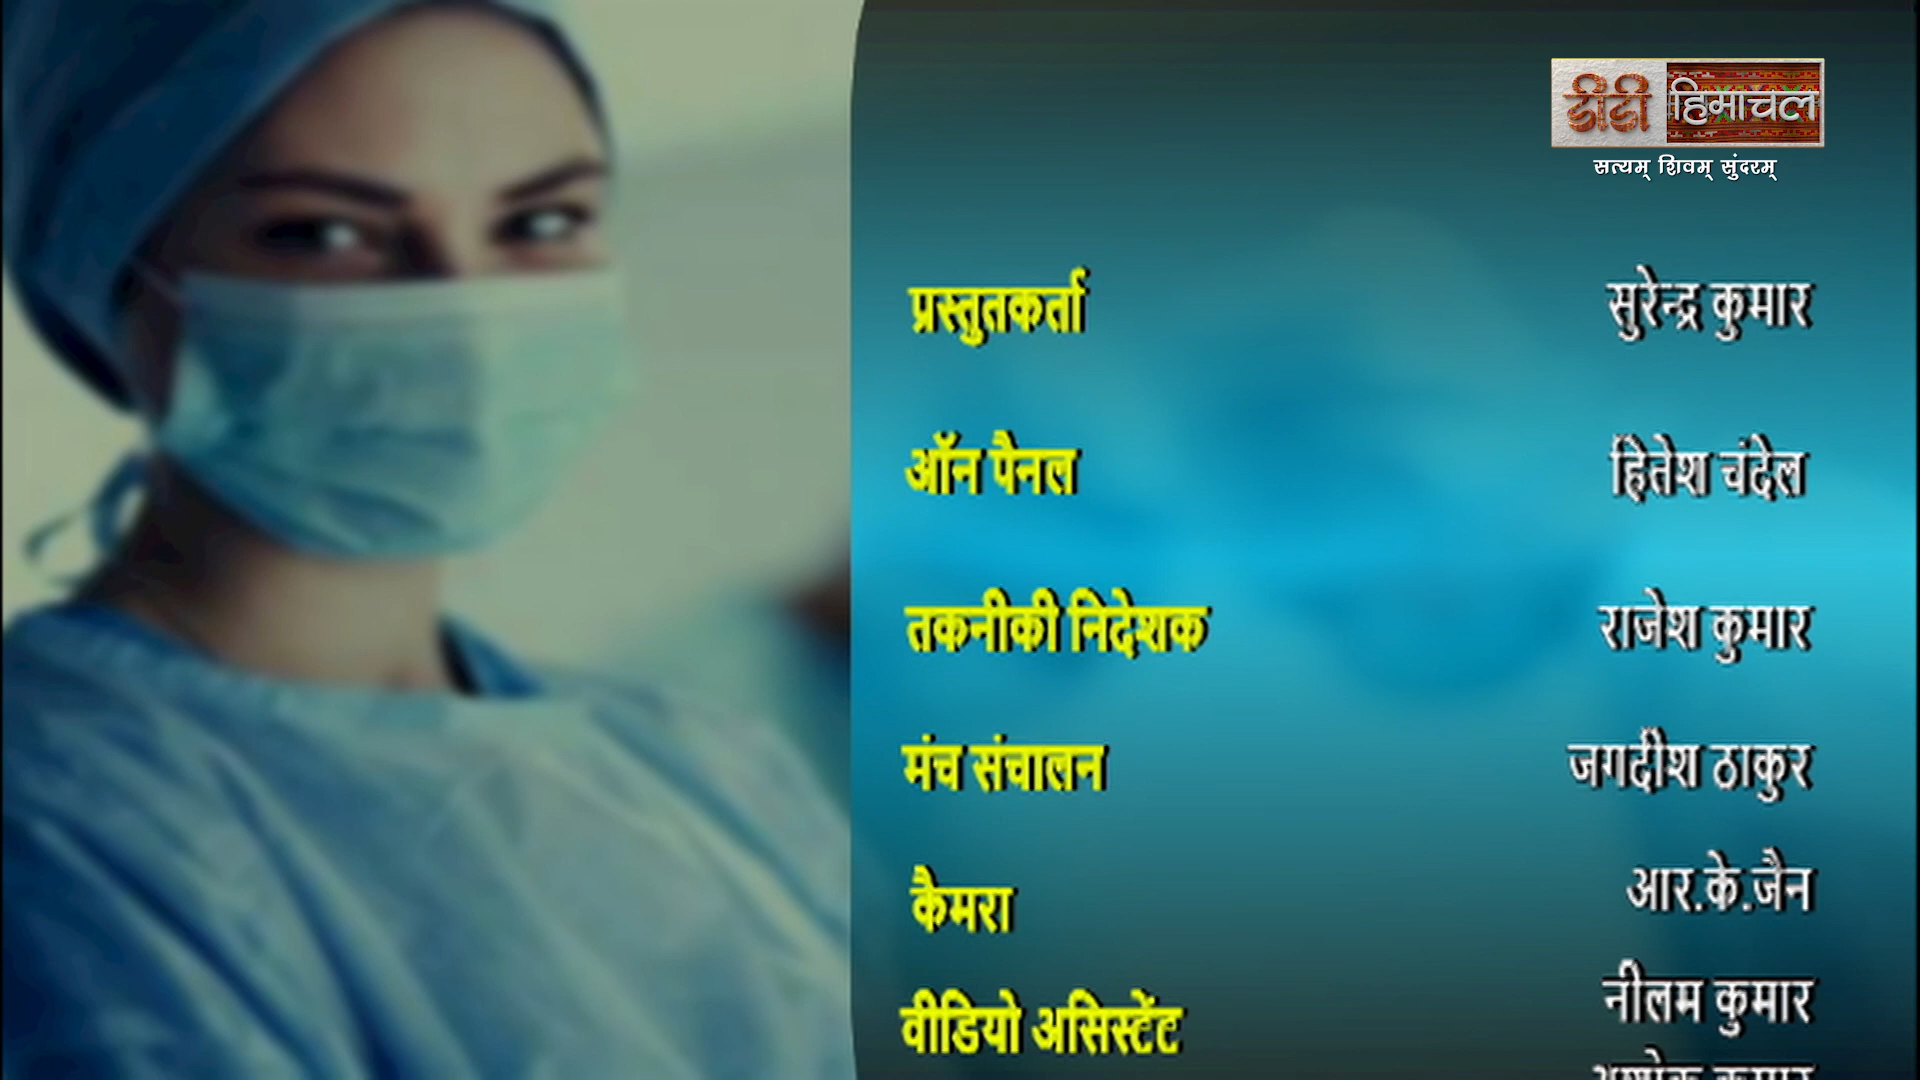 डीडी हिमाचल
सत्यम् शिवम् सुंदरम्
प्रस्तुतकर्ता सुरेन्द्र कुमार
ऑन पैनल हितेश चंदेल
तकनीकी निदेशक राजेश कुमार
मंच संचालन जगदीश ठाकुर
कैमरा आर.के.जैन
वीडियो असिस्टेंट नीलम कुमार
कुमार